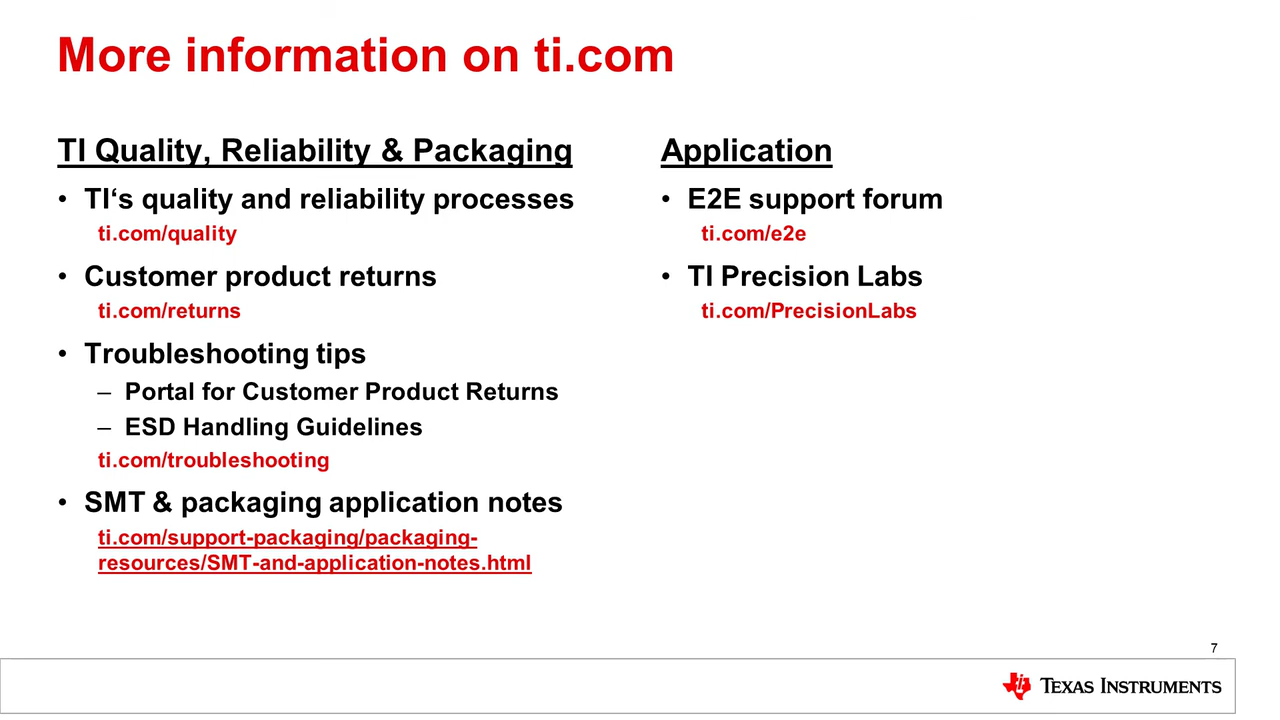 More information on ti.com
TI Quality, Reliability & Packaging
• TI‘s quality and reliability processes
ti.com/quality
• Customer product returns
ti.com/returns
• Troubleshooting tips
– Portal for Customer Product Returns
– ESD Handling Guidelines
ti.com/troubleshooting
• SMT & packaging application notes
ti.com/support-packaging/packaging-
resources/SMT-and-application-notes.html
Application
• E2E support forum
ti.com/e2e
• TI Precision Labs
ti.com/PrecisionLabs
7
TEXAS INSTRUMENTS